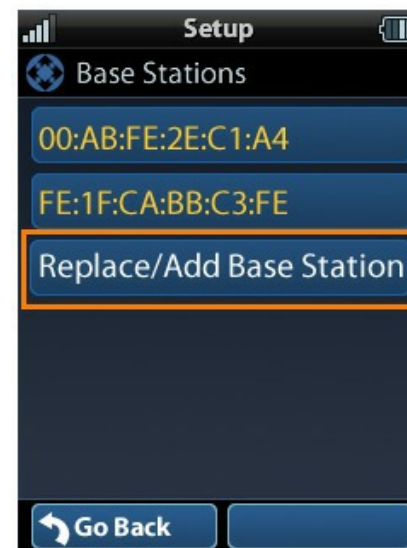 Setup
Base Stations
00:AB:FE:2E:C1:A4
FE:1F:CA:BB:C3:FE
Replace/Add Base Station
Go Back